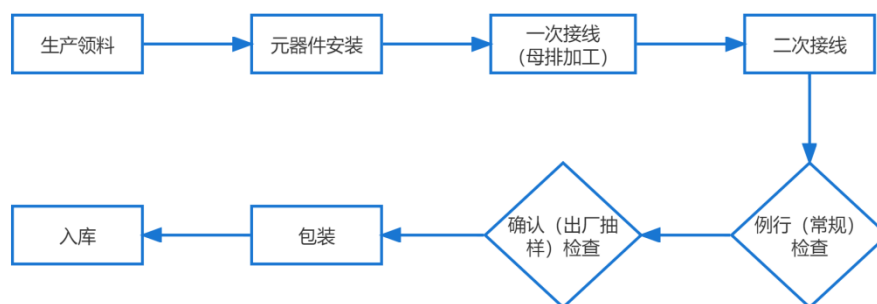 生产领料
元器件安装
一次接线
（母排加工）
二次接线
例行（常规）
检查
确认（出厂抽
样）检查
包装
入库